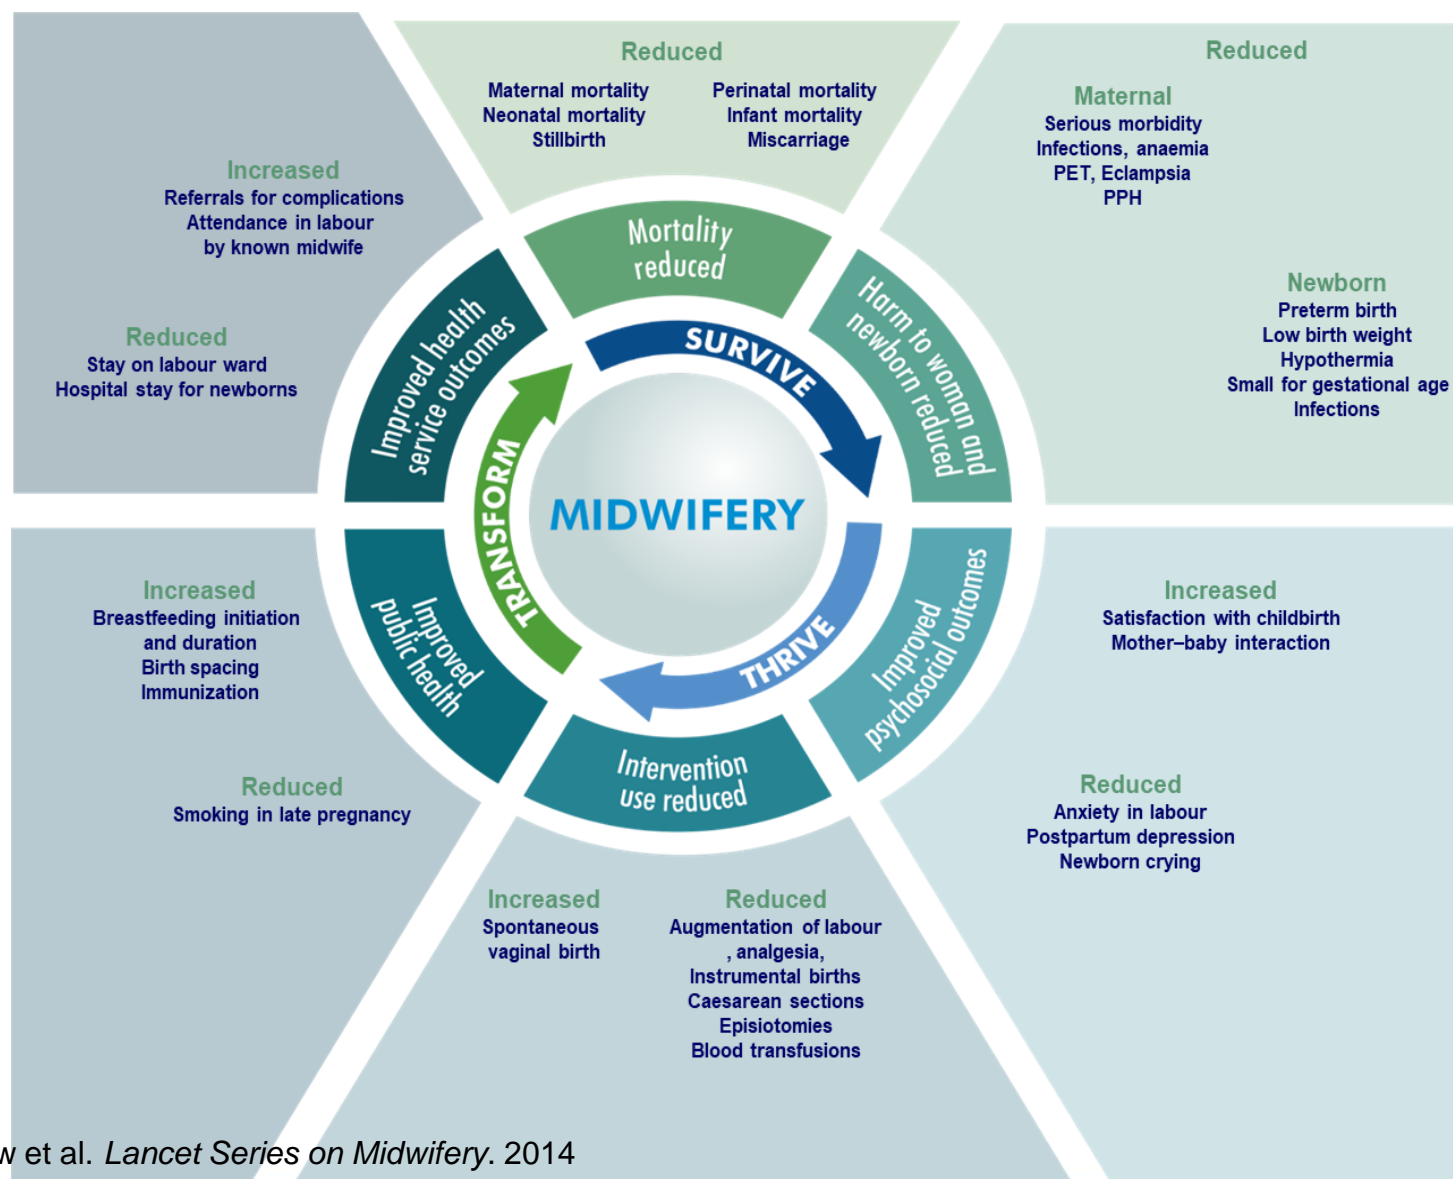 Reduced
Maternal mortality
Neonatal mortality
Stillbirth
Perinatal mortality
Infant mortality
Miscarriage
Reduced
Maternal
Serious morbidity
Infections, anaemia
PET, Eclampsia
PPH
Newborn
Preterm birth
Low birth weight
Hypothermia
Small for gestational age
Infections
Increased
Referrals for complications
Attendance in labour
by known midwife
Reduced
Stay on labour ward
Hospital stay for newborns
Mortality
reduced
Harm to woman and
newborn reduced
Improved health
service outcomes
SURVIVE
TRANSFORM
MIDWIFERY
THRIVE
Improved
public health
Improved
psychosocial outcomes
Intervention
use reduced
Increased
Breastfeeding initiation
and duration
Birth spacing
Immunization
Reduced
Smoking in late pregnancy
Increased
Satisfaction with childbirth
Mother–baby interaction
Reduced
Anxiety in labour
Postpartum depression
Newborn crying
Increased
Spontaneous
vaginal birth
Reduced
Augmentation of labour
, analgesia,
Instrumental births
Caesarean sections
Episiotomies
Blood transfusions
et al. Lancet Series on Midwifery. 2014